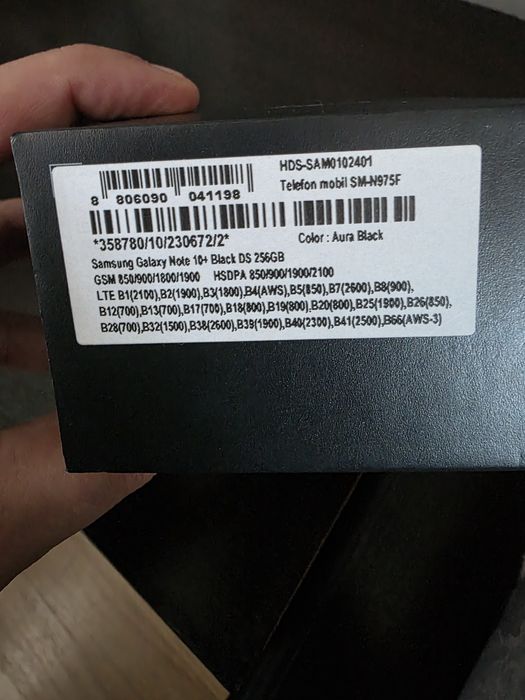 HDS-SAM0102401
Telefon mobil SM-N975F
8 806090 041198
*358780/10/230672/2*
Color : Aura Black
Samsung Galaxy Note 10+ Black DS 256GB
GSM 850/900/1800/1900 HSDPA 850/900/1900/2100
LTE B1(2100),B2(1900),B3(1800),B4(AWS),B5(850),B7(2600),B8(900),
B12(700),B13(700),B17(700),B18(800),B19(800),B20(800),B25(1900),B26(850),
B28(700),B32(1500),B38(2600),B39(1900),B40(2300),B41(2500),B66(AWS-3)